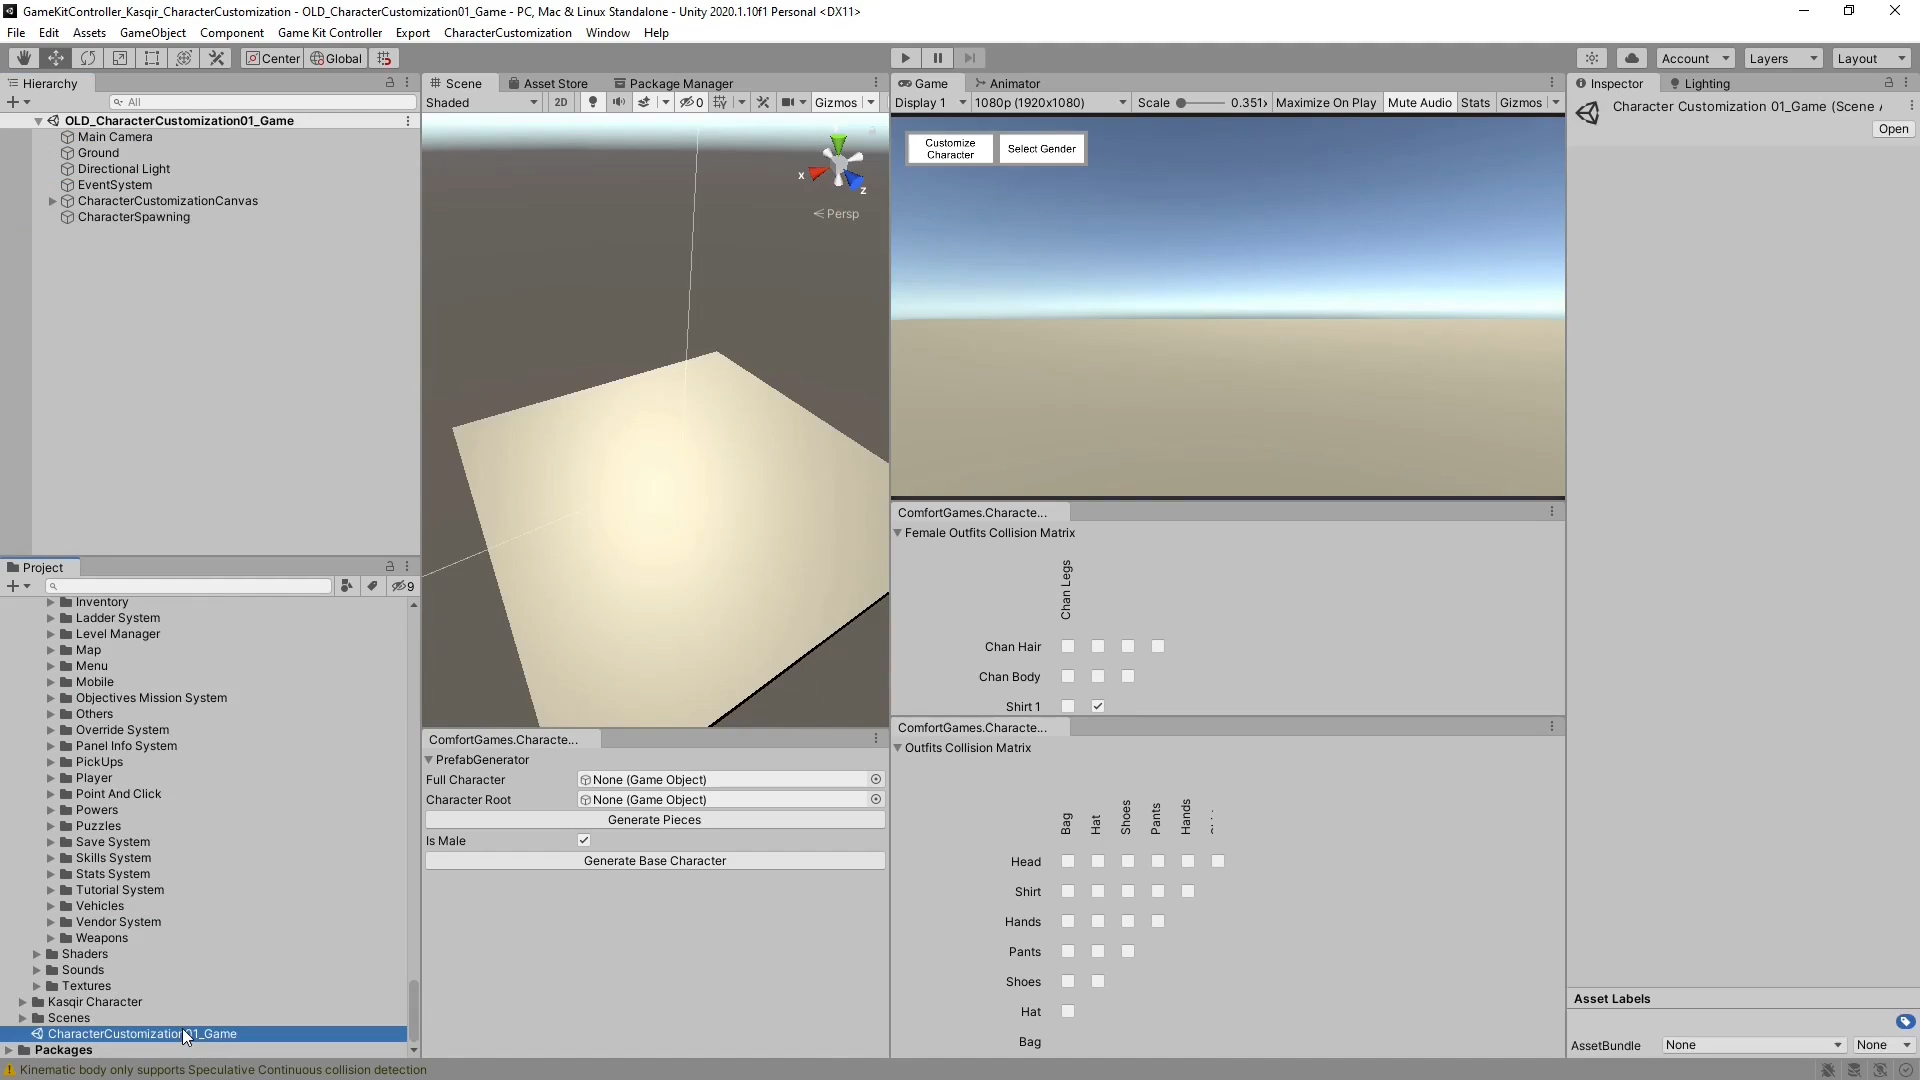 GameKitController_Kasqir_CharacterCustomization - OLD_CharacterCustomization01_Game - PC, Mac & Linux Standalone - Unity 2020.1.10f1 Personal <DX11>
File Edit Assets GameObject Component Game Kit Controller Export CharacterCustomization Window Help
Center Global Account Layers Layout
Hierarchy
All
OLD_CharacterCustomization01_Game
Main Camera
Ground
Directional Light
EventSystem
CharacterCustomizationCanvas
CharacterSpawning
Scene Asset Store Package Manager
Shaded 2D 0 Gizmos
x z
Persp
Game Animator
Display 1 1080p (1920x1080) Scale 0.351x Maximize On Play Mute Audio Stats Gizmos
Customize Character
Select Gender
Inspector Lighting
Character Customization 01_Game (Scene
Open
Project
9
Inventory
Ladder System
Level Manager
Map
Menu
Mobile
Objectives Mission System
Others
Override System
Panel Info System
PickUps
Player
Point And Click
Powers
Puzzles
Save System
Skills System
Stats System
Tutorial System
Vehicles
Vendor System
Weapons
Shaders
Sounds
Textures
Kasqir Character
Scenes
CharacterCustomization01_Game
Packages
ComfortGames.Characte...
PrefabGenerator
Full Character None (Game Object)
Character Root None (Game Object)
Generate Pieces
Is Male
Generate Base Character
ComfortGames.Characte...
Female Outfits Collision Matrix
Chan Legs
Chan Hair
Chan Body
Shirt 1
ComfortGames.Characte...
Outfits Collision Matrix
Bag Hat Shoes Pants Hands
Head
Shirt
Hands
Pants
Shoes
Hat
Bag
Asset Labels
AssetBundle None None
Kinematic body only supports Speculative Continuous collision detection